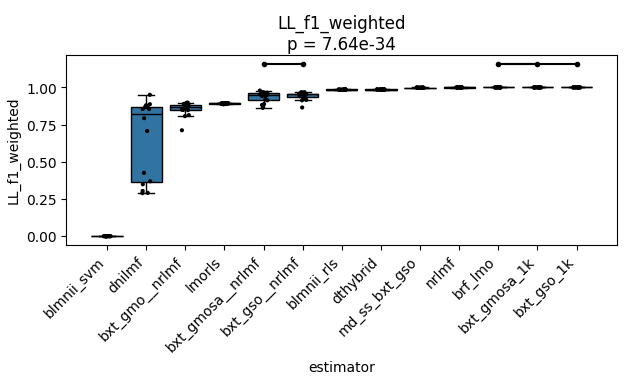 LL_f1_weighted
p = 7.64e-34
LL_f1_weighted
1.00
0.75
0.50
0.25
0.00
blmnii_svm
dnilmf
bxt_gmo__nrlmf
lmorls
bxt_gmosa__nrlmf
bxt_gso__nrlmf
blmnii_rls
dthybrid
md_ss_bxt_gso
nrlmf
brf_lmo
bxt_gmosa_1k
bxt_gso_1k
estimator